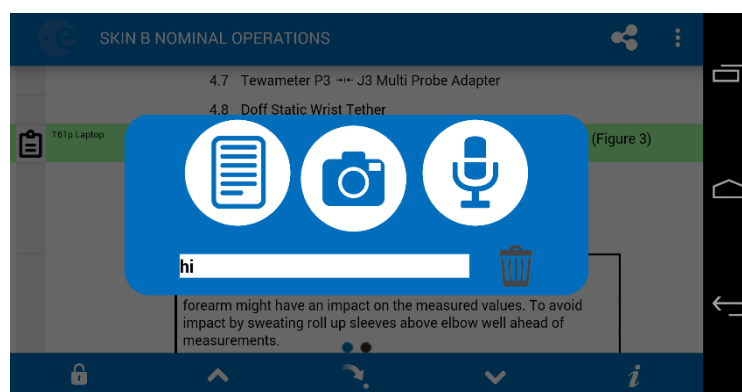 SKIN B NOMINAL OPERATIONS
4.7 Tewameter P3 →← J3 Multi Probe Adapter
4.8 Doff Static Wrist Tether
T61p Laptop
(Figure 3)
hi
forearm might have an impact on the measured values. To avoid
impact by sweating roll up sleeves above elbow well ahead of
measurements.